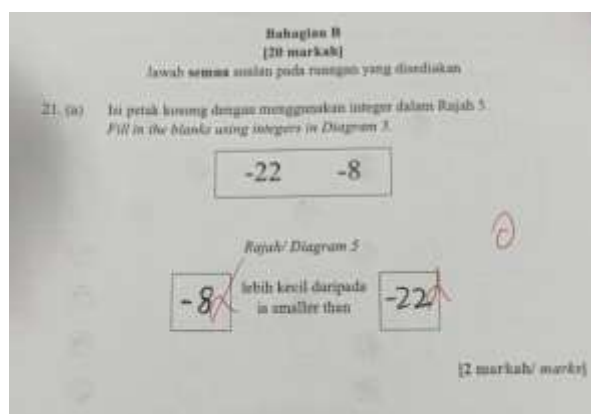 Bahagian B
[20 markah]
Jawab semua soalan pada ruangan yang disediakan
21. (a) Isi petak kosong dengan menggunakan integer dalam Rajah 5.
Fill in the blanks using integers in Diagram 5.
-22 -8
Rajah/ Diagram 5
0
-8 lebih kecil daripada -22
is smaller than
[2 markah/ marks]